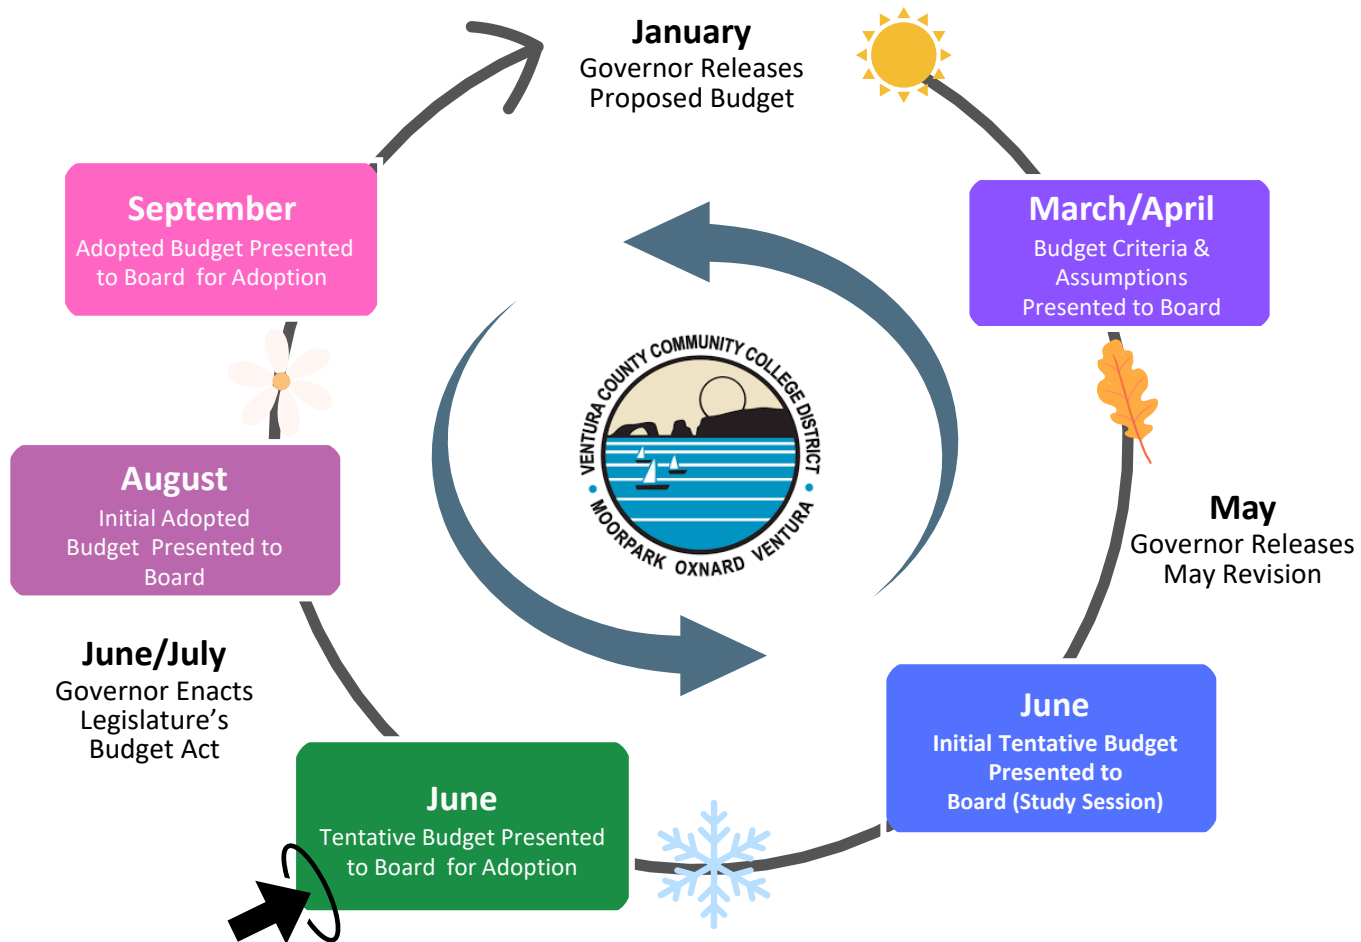 January
Governor Releases
Proposed Budget
March/April
Budget Criteria &
Assumptions
Presented to Board
May
Governor Releases
May Revision
June
Initial Tentative Budget
Presented to
Board (Study Session)
June
Tentative Budget Presented
to Board for Adoption
June/July
Governor Enacts
Legislature’s
Budget Act
August
Initial Adopted
Budget Presented to
Board
September
Adopted Budget Presented
to Board for Adoption
VENTURA COUNTY COMMUNITY COLLEGE DISTRICT
MOORPARK OXNARD VENTURA